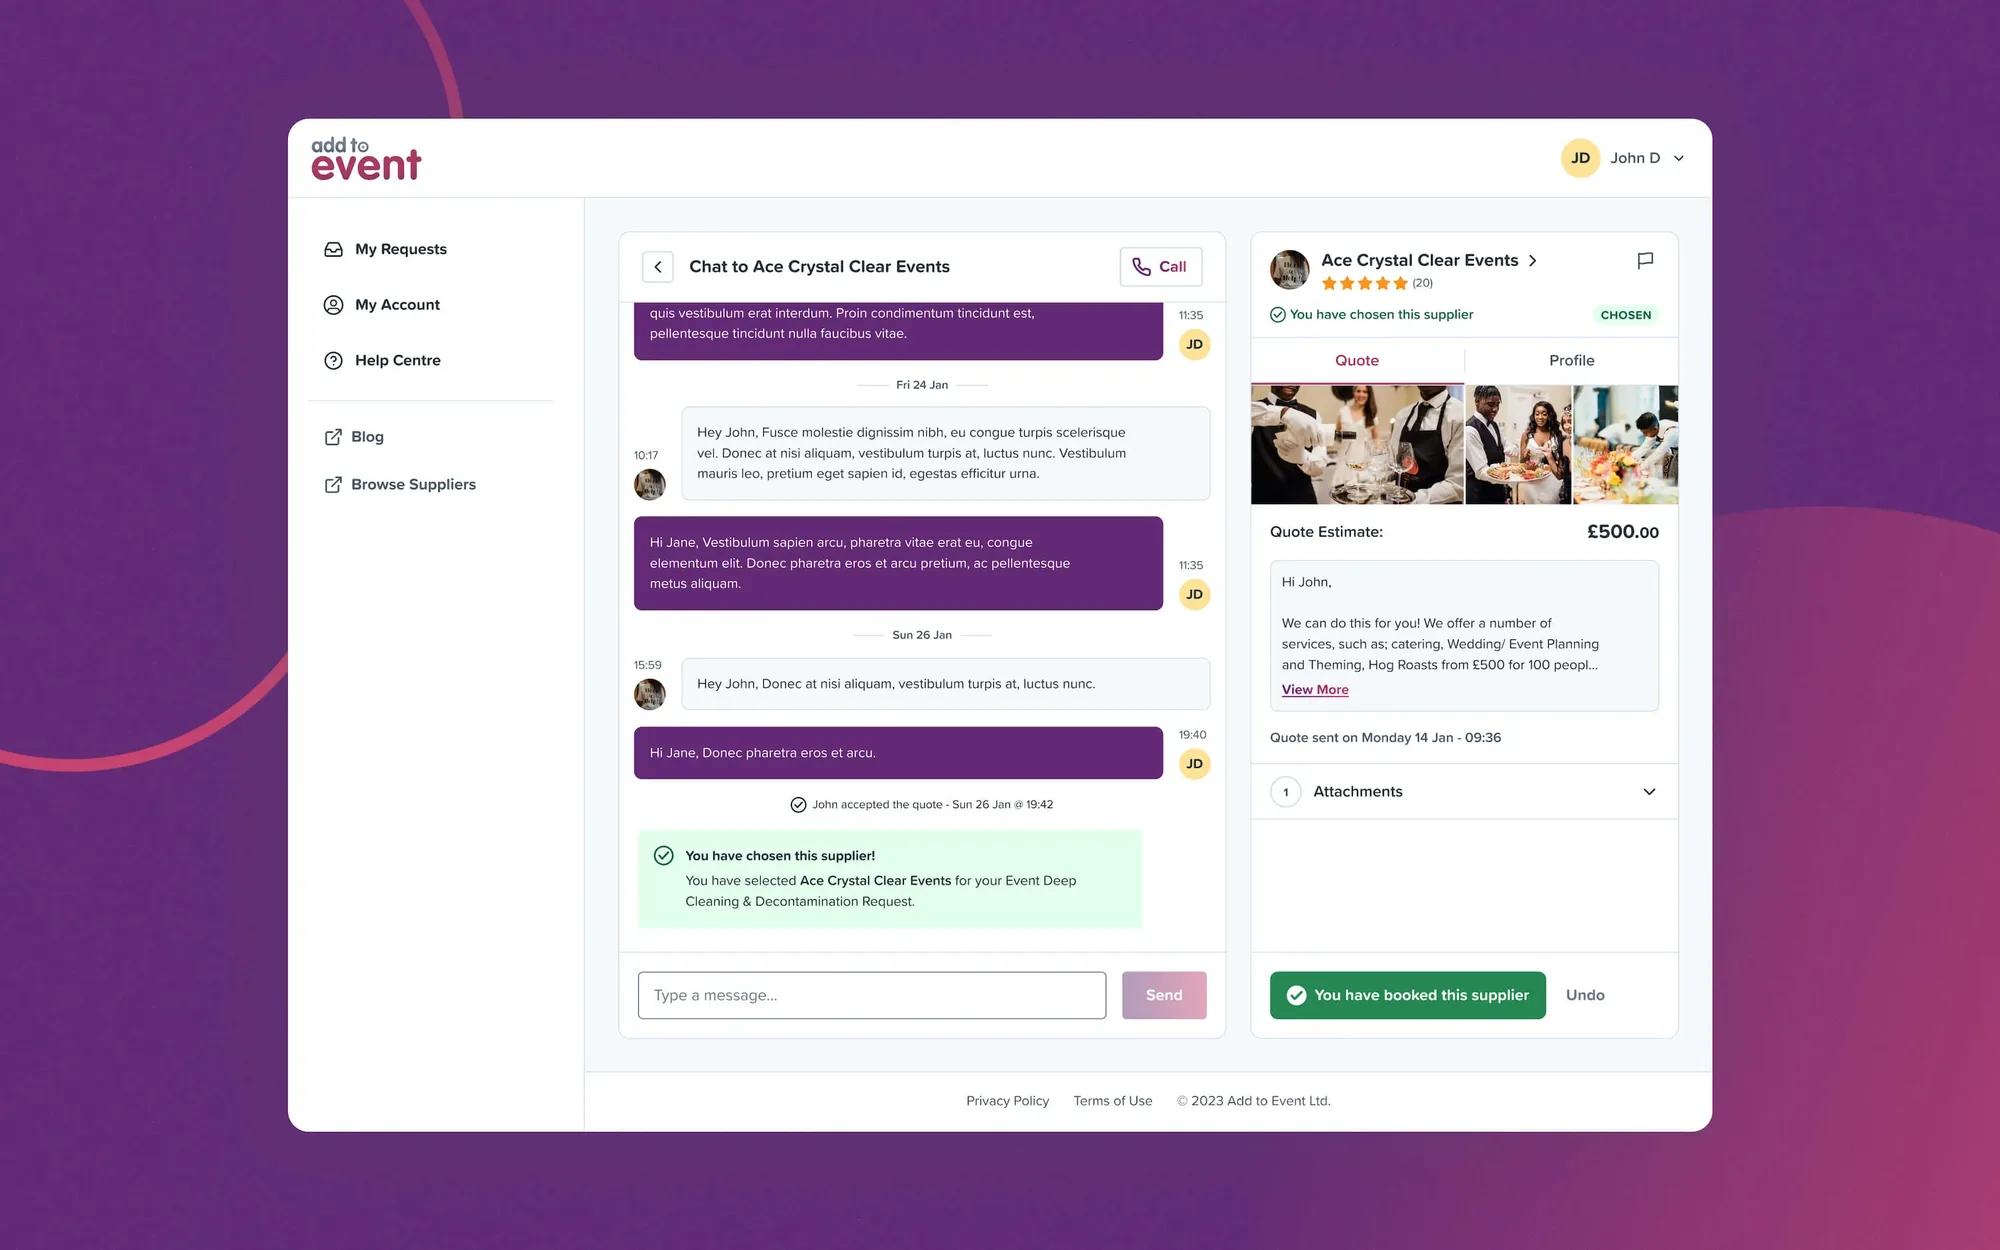 add to
event
JD
John D
My Requests
My Account
Help Centre
Blog
Browse Suppliers
Chat to Ace Crystal Clear Events
Call
quis vestibulum erat interdum. Proin condimentum tincidunt est,
pellentesque tincidunt nulla faucibus vitae.
11:35
JD
Fri 24 Jan
10:17
Hey John, Fusce molestie dignissim nibh, eu congue turpis scelerisque
vel. Donec at nisi aliquam, vestibulum turpis at, luctus nunc. Vestibulum
mauris leo, pretium eget sapien id, egestas efficitur urna.
Hi Jane, Vestibulum sapien arcu, pharetra vitae erat eu, congue
elementum elit. Donec pharetra eros et arcu pretium, ac pellentesque
metus aliquam.
11:35
JD
Sun 26 Jan
15:59
Hey John, Donec at nisi aliquam, vestibulum turpis at, luctus nunc.
Hi Jane, Donec pharetra eros et arcu.
19:40
JD
John accepted the quote - Sun 26 Jan @ 19:42
You have chosen this supplier!
You have selected Ace Crystal Clear Events for your Event Deep
Cleaning & Decontamination Request.
Type a message...
Send
Ace Crystal Clear Events
(20)
You have chosen this supplier
CHOSEN
Quote
Profile
Quote Estimate:
£500.00
Hi John,
We can do this for you! We offer a number of
services, such as; catering, Wedding/ Event Planning
and Theming, Hog Roasts from £500 for 100 peopl...
View More
Quote sent on Monday 14 Jan - 09:36
1
Attachments
You have booked this supplier
Undo
Privacy Policy
Terms of Use
© 2023 Add to Event Ltd.